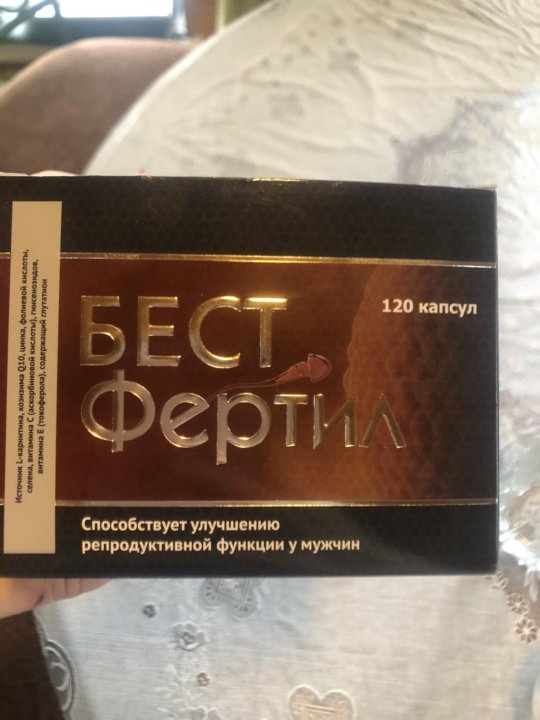 Источник L-карнитина, коэнзима Q10, цинка, фолиевой кислоты,
селена, витамина С (аскорбиновой кислоты), гинсенозидов,
витамина Е (токоферола), содержащий глутатион
БЕСТ
Фертил
120 капсул
Способствует улучшению
репродуктивной функции у мужчин